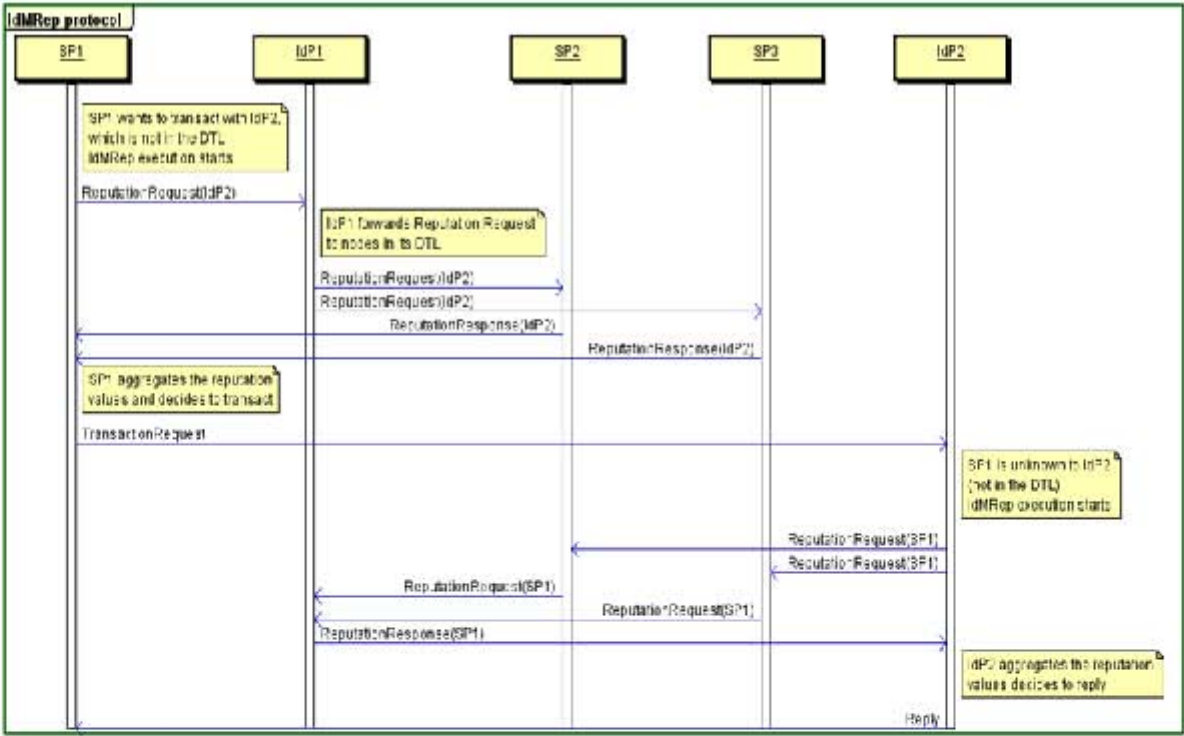 IdMRep protocol
SP1
IdP1
SP2
SP3
IdP2
SP1 wants to transact with IdP2,
which is not in the DTL
IdMRep execution starts
ReputationRequest(IdP2)
IdP1 forwards Reputation Request
to nodes in its DTL
ReputationRequest(IdP2)
ReputationRequest(IdP2)
ReputationResponse(IdP2)
ReputationResponse(IdP2)
SP1 aggregates the reputation
values and decides to transact
TransactionRequest
SP1 is unknown to IdP2
(not in the DTL)
IdMRep execution starts
ReputationRequest(SP1)
ReputationRequest(SP1)
ReputationRequest(SP1)
ReputationRequest(SP1)
ReputationResponse(SP1)
IdP2 aggregates the reputation
values decides to reply
Reply